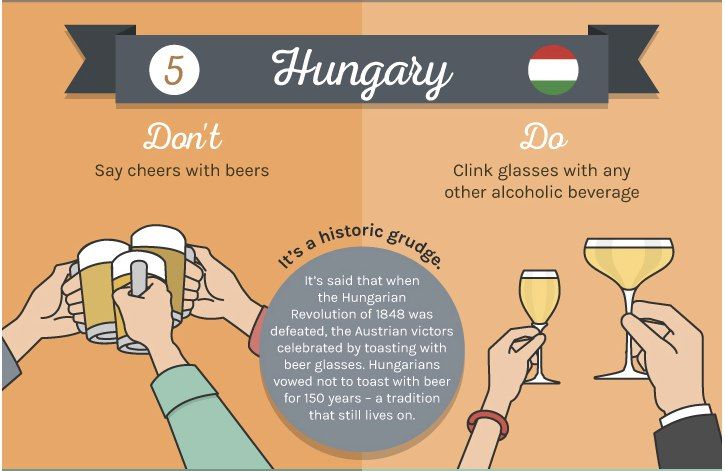 5
Hungary
Don't
Say cheers with beers
Do
Clink glasses with any
other alcoholic beverage
It's a historic grudge.
It's said that when
the Hungarian
Revolution of 1848 was
defeated, the Austrian victors
celebrated by toasting with
beer glasses. Hungarians
vowed not to toast with beer
for 150 years – a tradition
that still lives on.